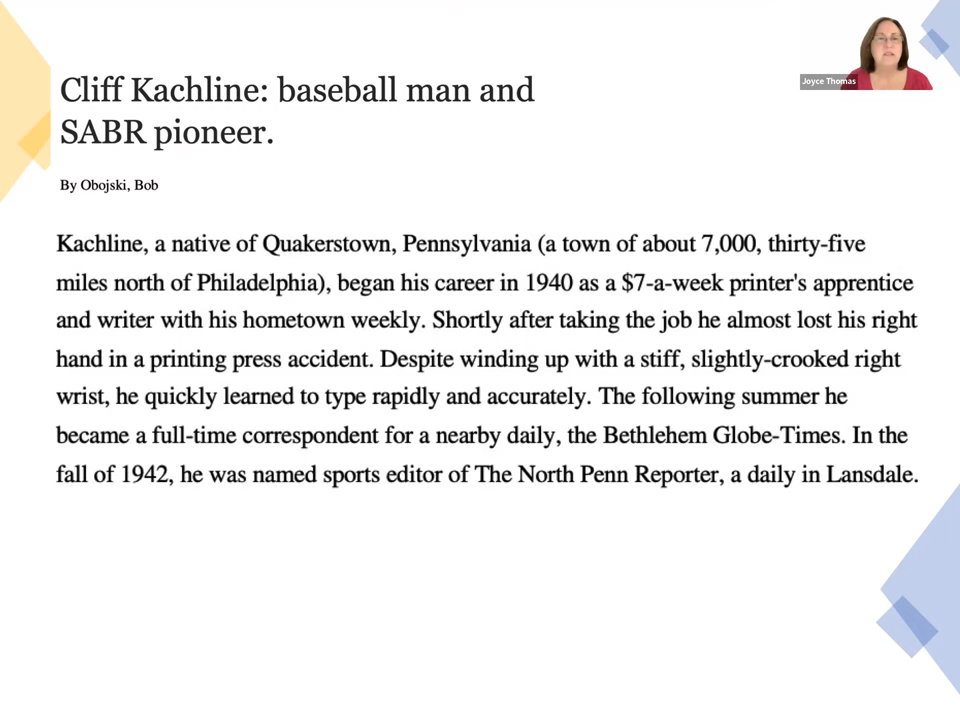 Joyce Thomas
Cliff Kachline: baseball man and
SABR pioneer.
By Obojski, Bob
Kachline, a native of Quakerstown, Pennsylvania (a town of about 7,000, thirty-five
miles north of Philadelphia), began his career in 1940 as a $7-a-week printer's apprentice
and writer with his hometown weekly. Shortly after taking the job he almost lost his right
hand in a printing press accident. Despite winding up with a stiff, slightly-crooked right
wrist, he quickly learned to type rapidly and accurately. The following summer he
became a full-time correspondent for a nearby daily, the Bethlehem Globe-Times. In the
fall of 1942, he was named sports editor of The North Penn Reporter, a daily in Lansdale.